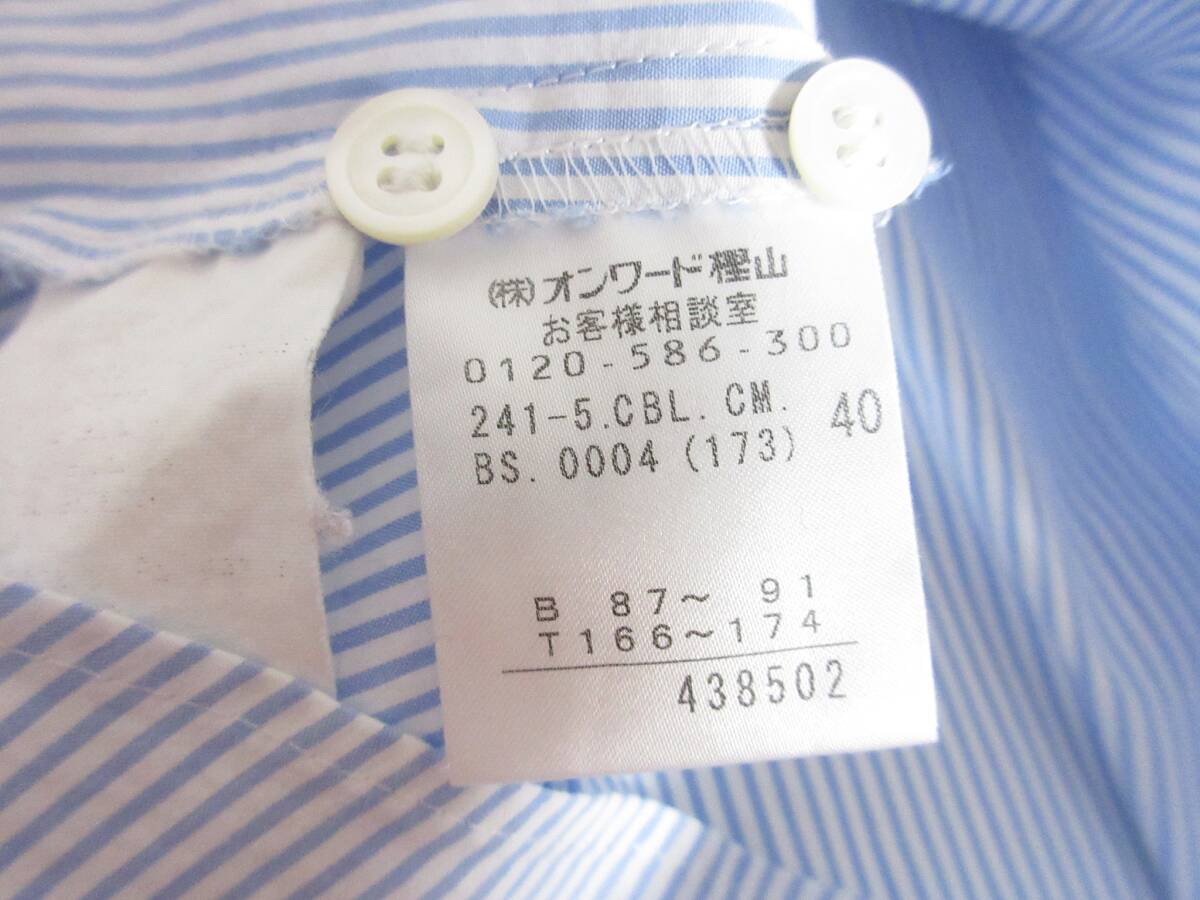 (株)オンワード樫山
お客様相談室
0120-586-300
241-5.CBL.CM. 40
BS.0004(173)
B 87~ 91
T166~174
438502